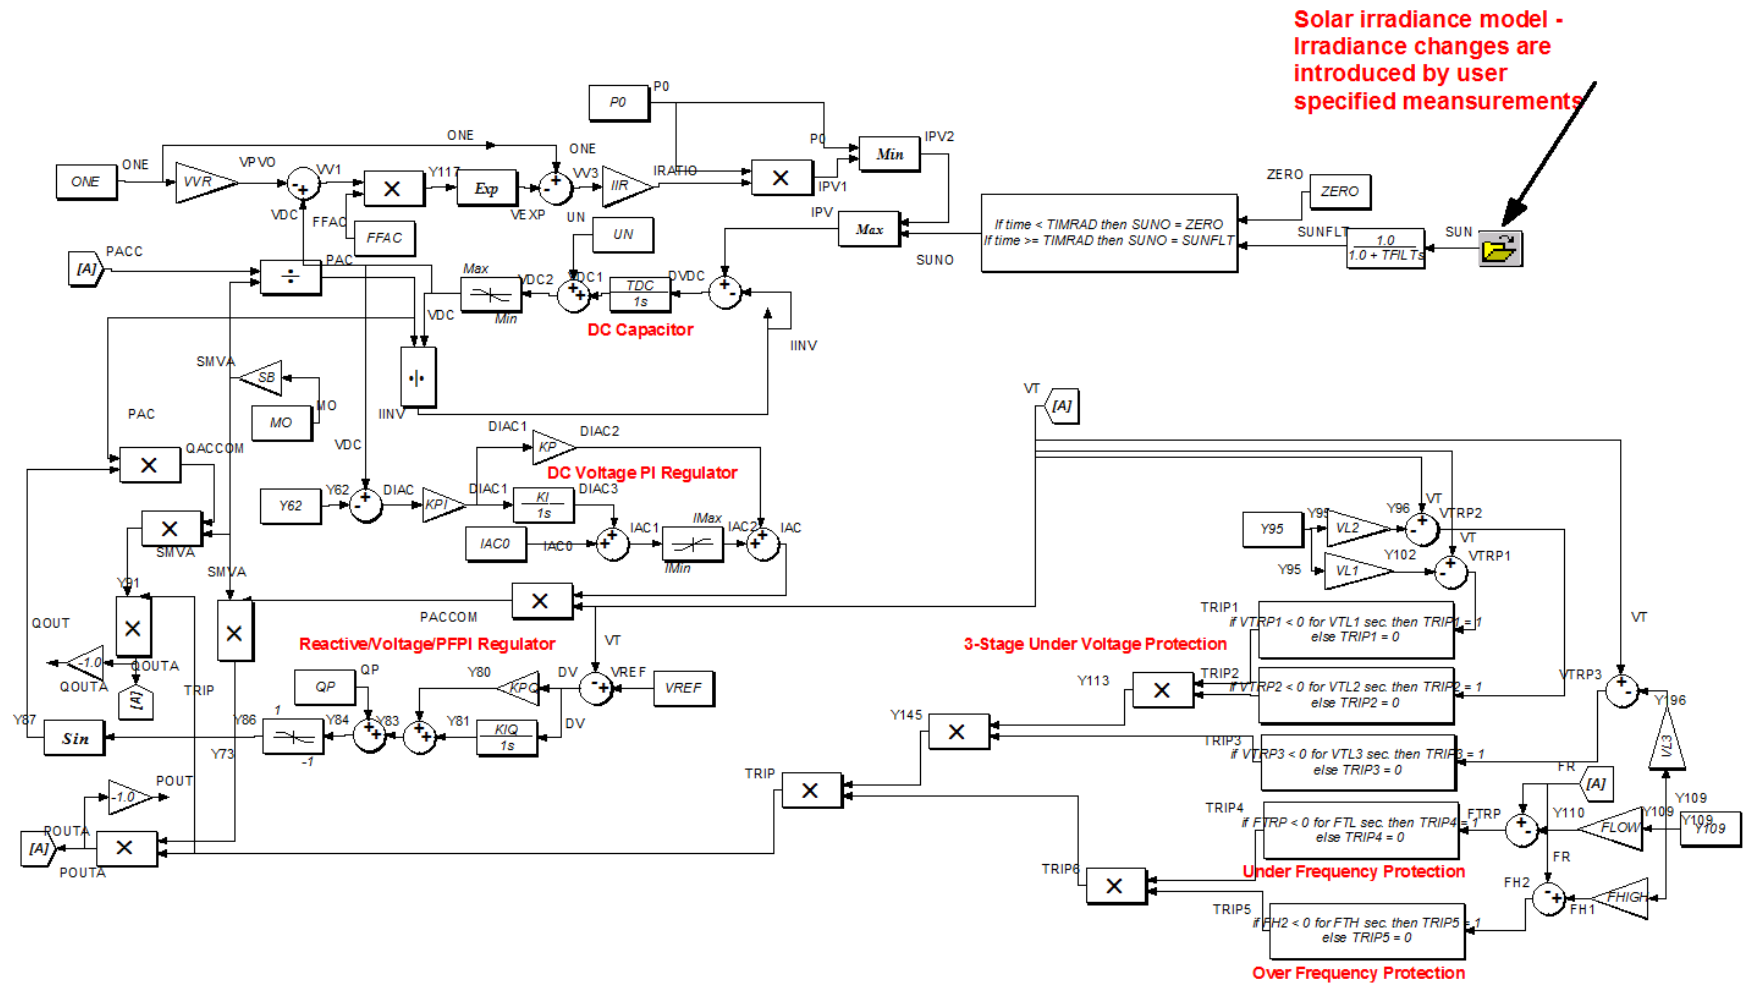 Solar irradiance model -
Irradiance changes are
introduced by user
specified meansurements
P0
P0
ONE
ONE
ONE
ONE
VVR
VPVO
VV1
Y117
Exp
VEXP
VV3
IIR
IRATIO
P0
IPV1
Min
IPV2
VDC
FFAC
FFAC
UN
UN
IPV
Max
SUNO
If time < TIMRAD then SUNO = ZERO
If time >= TIMRAD then SUNO = SUNFLT
ZERO
ZERO
SUNFLT
1.0
1.0 + TFILTs
SUN
PACC
[A]
PAC
Max
Min
VDC2
VDC1
TDC
1s
DVDC
VDC
DC Capacitor
IINV
SMVA
SB
MO
MO
IINV
PAC
VDC
VT
[A]
QACCOM
DIAC1
KP
DIAC2
DC Voltage PI Regulator
Y62
Y62
DIAC
KPI
DIAC1
KI
1s
DIAC3
IAC0
IAC0
IAC1
IMax
IMin
IAC2
IAC
SMVA
SMVA
Y91
PACCOM
VT
Y95
Y95
VL2
Y96
VT
VTRP2
VT
Y95
VL1
Y102
VTRP1
TRIP1
if VTRP1 < 0 for VTL1 sec. then TRIP1 = 1
else TRIP1 = 0
VT
QOUT
-1.0
QOUTA
QOUTA
[A]
TRIP
Reactive/Voltage/PFPI Regulator
3-Stage Under Voltage Protection
QP
QP
Y80
KPQ
DV
VREF
VREF
DV
Y113
TRIP2
if VTRP2 < 0 for VTL2 sec. then TRIP2 = 1
else TRIP2 = 0
VTRP3
Y96
VL3
Y87
Sin
Y86
1
-1
Y84
Y83
Y81
KIQ
1s
Y73
Y145
TRIP3
if VTRP3 < 0 for VTL3 sec. then TRIP3 = 1
else TRIP3 = 0
FR
[A]
POUT
-1.0
TRIP
POUTA
[A]
POUTA
TRIP4
if FTRP < 0 for FTL sec. then TRIP4 = 1
else TRIP4 = 0
FTRP
Y110
FLOW
Y109
Y109
Y109
Y109
Under Frequency Protection
FR
TRIP6
FH2
FH1
FHIGH
TRIP5
if FH2 < 0 for FTH sec. then TRIP5 = 1
else TRIP5 = 0
Over Frequency Protection